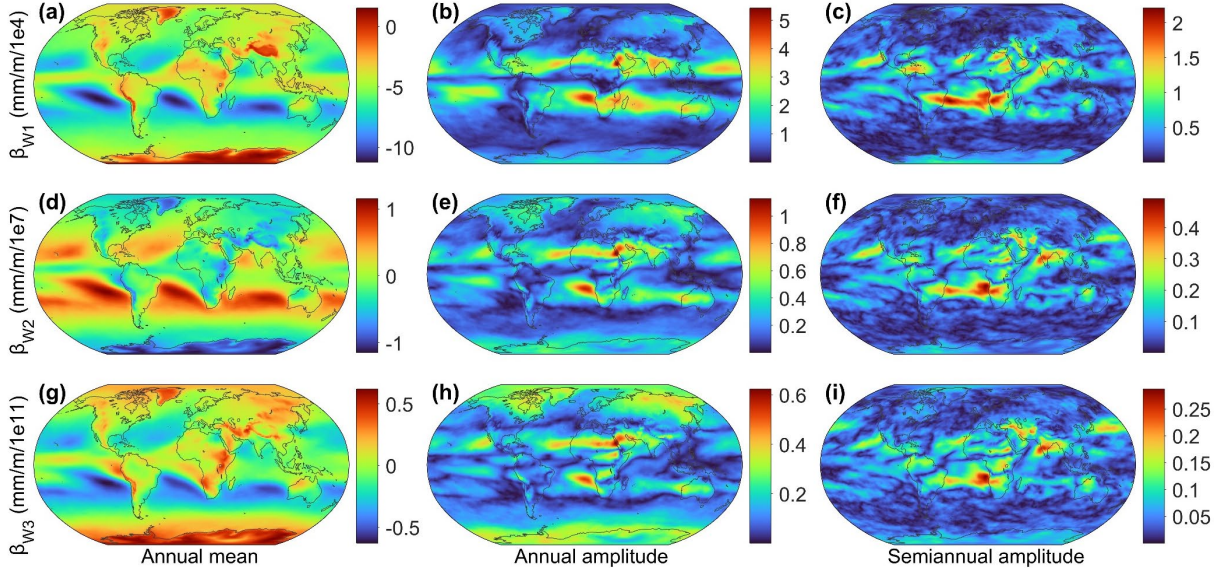 (a)
(b)
(c)
β_W1 (mm/m/1e4)
0
-5
-10
5
4
3
2
1
2
1.5
1
0.5
(d)
(e)
(f)
β_W2 (mm/m/1e7)
1
0
-1
1
0.8
0.6
0.4
0.2
0.4
0.3
0.2
0.1
(g)
(h)
(i)
β_W3 (mm/m/1e11)
0.5
0
-0.5
0.6
0.4
0.2
0.25
0.20
0.15
0.10
0.05
Annual mean
Annual amplitude
Semiannual amplitude